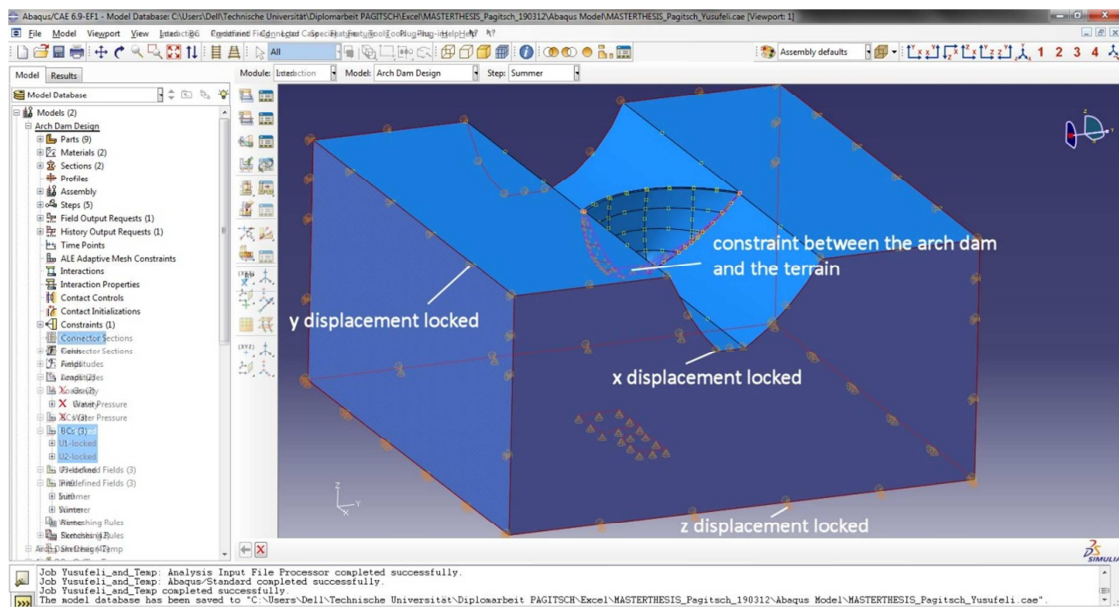 Abaqus/CAE 6.9-EF1 - Model Database: C:\Users\Dell\Technische Universität\Diplomarbeit PAGITSCH\Excel\MASTERTHESIS_Pagitsch_190312\Abaqus Model\MASTERTHESIS_Pagitsch_Yusufeli.cae [Viewport: 1]
File Model Viewport View
All
Assembly defaults
1 2 3 4
Model Results
Module: Model: Arch Dam Design Step: Summer
Model Database
Models (2)
Arch Dam Design
Parts (9)
Materials (2)
Sections (2)
Profiles
Assembly
Steps (5)
Field Output Requests (1)
History Output Requests (1)
Time Points
ALE Adaptive Mesh Constraints
Interactions
Interaction Properties
Contact Controls
Contact Initializations
Constraints (1)
Connector Sections
BCs (3)
U1-locked
U2-locked
constraint between the arch dam
and the terrain
y displacement locked
x displacement locked
z displacement locked
Z
Y
X
SIMULIA
Job Yusufeli_and_Temp: Analysis Input File Processor completed successfully.
Job Yusufeli_and_Temp: Abaqus/Standard completed successfully.
Job Yusufeli_and_Temp completed successfully.
The model database has been saved to "C:\Users\Dell\Technische Universität\Diplomarbeit PAGITSCH\Excel\MASTERTHESIS_Pagitsch_190312\Abaqus Model\MASTERTHESIS_Pagitsch_Yusufeli.cae".